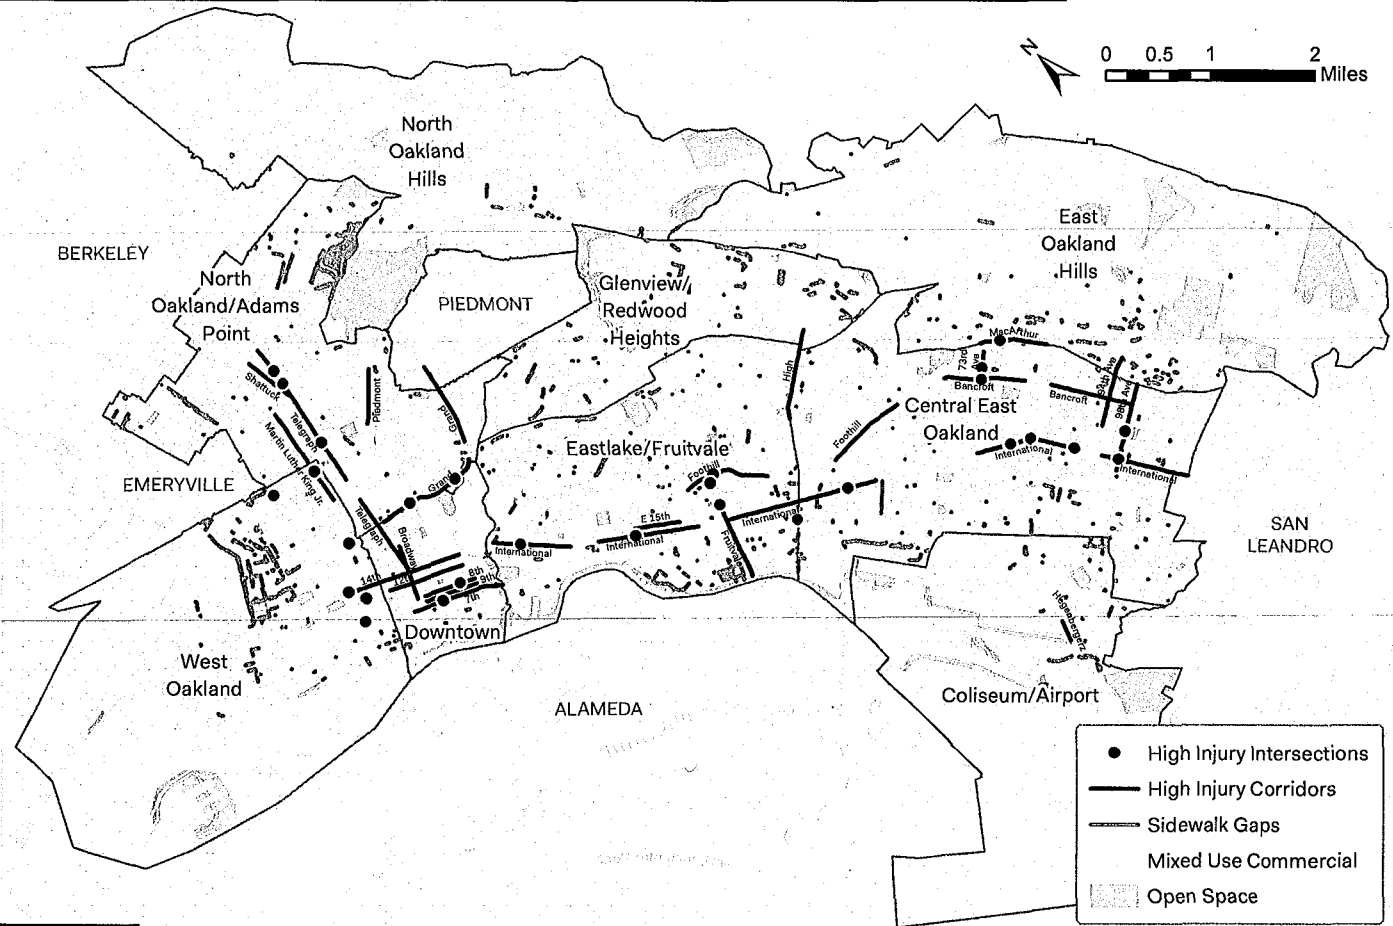 N
0 0.5 1 2
Miles
North
Oakland
Hills
BERKELEY
East
Oakland
Hills
North
Oakland/Adams
Point
PIEDMONT
Glenview/
Redwood
Heights
MacArthur
73rd
Ave
Bancroft
Bancroft
98th Ave
Shattuck
Piedmont
Grand
High
Central East
Oakland
Foothill
Telegraph
Martin Luther King Jr.
Eastlake/Fruitvale
Foothill
International
International
EMERYVILLE
Grand
Telegraph
Broadway
E 15th
International
International
International
Fruitvale
SAN
LEANDRO
14th
12th
8th
9th
7th
Downtown
Hegenberger
West
Oakland
ALAMEDA
Coliseum/Airport
High Injury Intersections
High Injury Corridors
Sidewalk Gaps
Mixed Use Commercial
Open Space